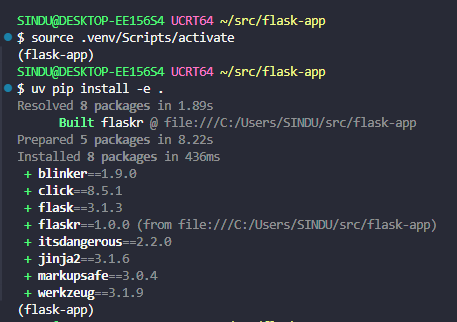 SINDU@DESKTOP-EE156S4 UCRT64 ~/src/flask-app
$ source .venv/Scripts/activate
(flask-app)
SINDU@DESKTOP-EE156S4 UCRT64 ~/src/flask-app
$ uv pip install -e .
Resolved 8 packages in 1.89s
Built flaskr @ file:///C:/Users/SINDU/src/flask-app
Prepared 5 packages in 8.22s
Installed 8 packages in 436ms
+ blinker==1.9.0
+ click==8.5.1
+ flask==3.1.3
+ flaskr==1.0.0 (from file:///C:/Users/SINDU/src/flask-app)
+ itsdangerous==2.2.0
+ jinja2==3.1.6
+ markupsafe==3.0.4
+ werkzeug==3.1.9
(flask-app)